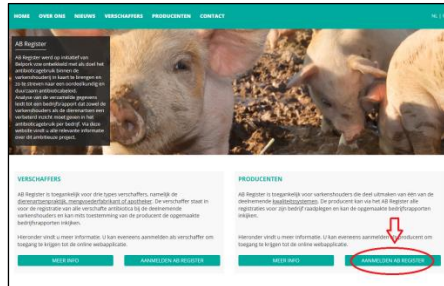 HOME OVER ONS NIEUWS VERSCHAFFERS PRODUCENTEN CONTACT
NL |
AB Register
AB Register werd op initiatief van
Belpork vzw ontwikkeld met als doel het
antibioticagebruik binnen de
varkenshouderij in kaart te brengen en
zo te streven naar een oordeelkundig en
duurzaam antibioticabeleid.
Analyse van de verzamelde gegevens
leidt tot een bedrijfsrapport dat zowel de
varkenshouders als de dierenartsen een
verbeterd inzicht moet geven in het
antibioticagebruik per bedrijf. Via deze
website vindt u alle relevante informatie
over dit ambitieuze project.
VERSCHAFFERS
AB Register is toegankelijk voor drie types verschaffers, namelijk de
dierenartsenpraktijk, mengvoederfabrikant of apotheker. De verschaffer staat in
voor de registratie van alle verschafte antibiotica bij de deelnemende
varkenshouders en kan mits toestemming van de producent de opgemaakte
bedrijfsrapporten inkijken.
Hieronder vindt u meer informatie. U kan eveneens aanmelden als verschaffer om
toegang te krijgen tot de online webapplicatie.
MEER INFO AANMELDEN AB REGISTER
PRODUCENTEN
AB Register is toegankelijk voor varkenshouders die deel uitmaken van één van de
deelnemende kwaliteitssystemen. De producent kan via het AB Register alle
registraties voor zijn bedrijf raadplegen en kan de opgemaakte bedrijfsrapporten
inkijken.
Hieronder vindt u meer informatie. U kan eveneens aanmelden als producent om
toegang te krijgen tot de online webapplicatie.
MEER INFO AANMELDEN AB REGISTER